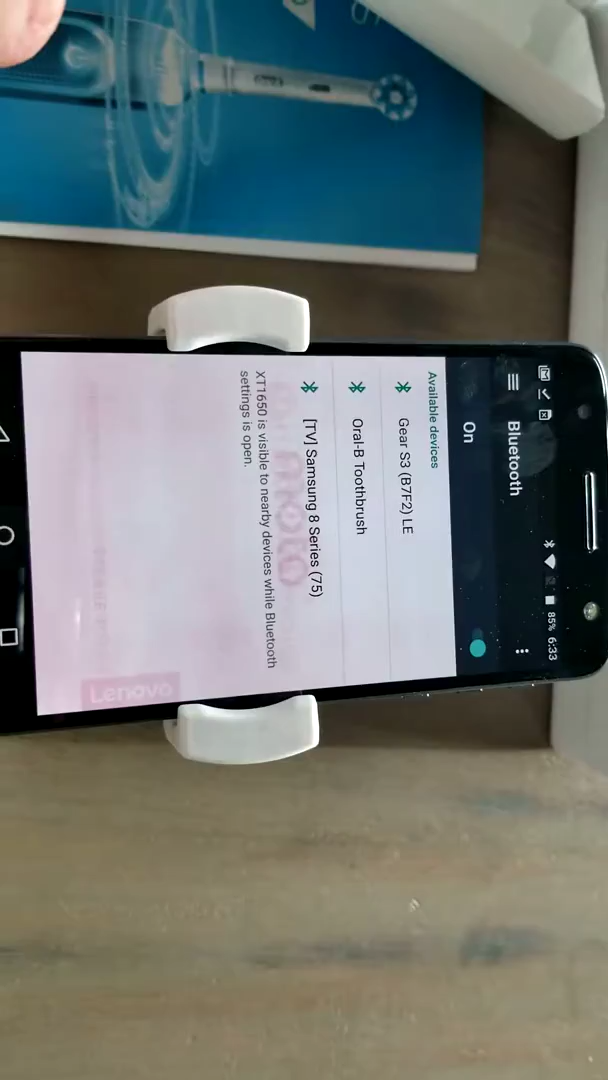 85% 6:33
Bluetooth
On
Available devices
Gear S3 (B7F2) LE
Oral-B Toothbrush
[TV] Samsung 8 Series (75)
XT1650 is visible to nearby devices while Bluetooth
settings is open.
moto
Lenovo